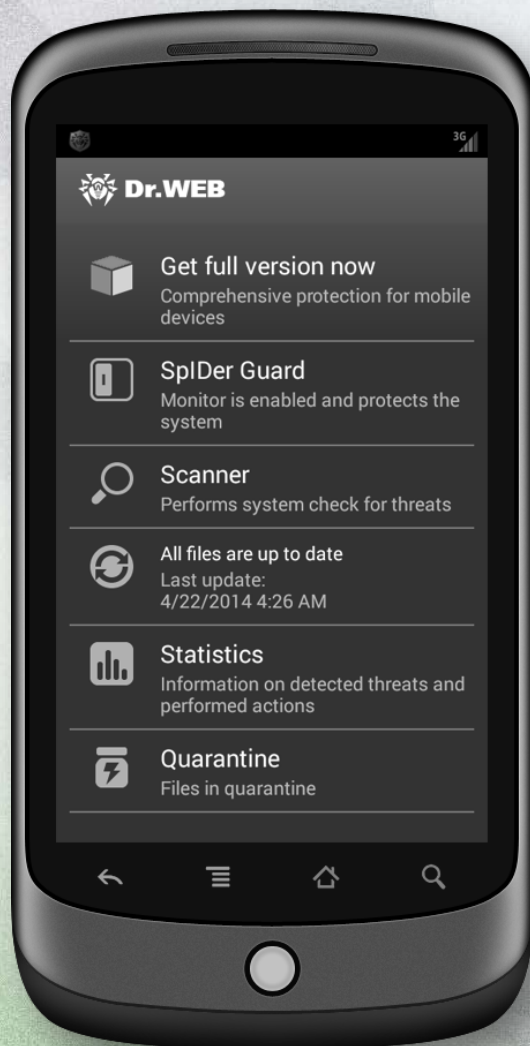 3G
Dr.WEB
Get full version now
Comprehensive protection for mobile
devices
SpIDer Guard
Monitor is enabled and protects the
system
Scanner
Performs system check for threats
All files are up to date
Last update:
4/22/2014 4:26 AM
Statistics
Information on detected threats and
performed actions
Quarantine
Files in quarantine